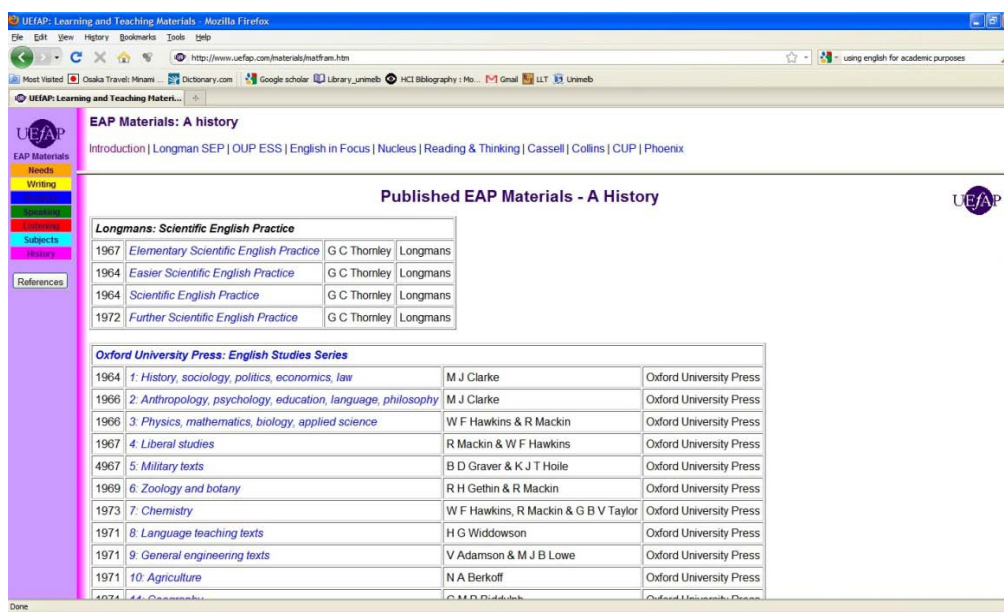 UEfAP: Learning and Teaching Materials - Mozilla Firefox
File Edit View History Bookmarks Tools Help
http://www.uefap.com/materials/matfram.htm
using english for academic purposes
Most Visited Osaka Travel: Minami ... Dictionary.com Google scholar Library_unimelb HCI Bibliography : Mo... Gmail LLT Unimelb
UEfAP: Learning and Teaching Materi...
UEfAP
EAP Materials
Needs
Writing
Speaking
Listening
Subjects
History
References
EAP Materials: A history
Introduction | Longman SEP | OUP ESS | English in Focus | Nucleus | Reading & Thinking | Cassell | Collins | CUP | Phoenix
Published EAP Materials - A History
UEfAP
Longmans: Scientific English Practice
1967 Elementary Scientific English Practice G C Thornley Longmans
1964 Easier Scientific English Practice G C Thornley Longmans
1964 Scientific English Practice G C Thornley Longmans
1972 Further Scientific English Practice G C Thornley Longmans
Oxford University Press: English Studies Series
1964 1: History, sociology, politics, economics, law M J Clarke Oxford University Press
1966 2: Anthropology, psychology, education, language, philosophy M J Clarke Oxford University Press
1966 3: Physics, mathematics, biology, applied science W F Hawkins & R Mackin Oxford University Press
1967 4: Liberal studies R Mackin & W F Hawkins Oxford University Press
4967 5: Military texts B D Graver & K J T Hoile Oxford University Press
1969 6: Zoology and botany R H Gethin & R Mackin Oxford University Press
1973 7: Chemistry W F Hawkins, R Mackin & G B V Taylor Oxford University Press
1971 8: Language teaching texts H G Widdowson Oxford University Press
1971 9: General engineering texts V Adamson & M J B Lowe Oxford University Press
1971 10: Agriculture N A Berkoff Oxford University Press
Done